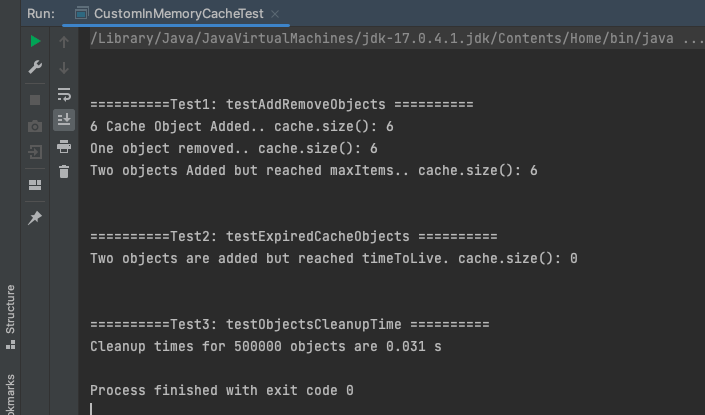 Run: CustomInMemoryCacheTest
/Library/Java/JavaVirtualMachines/jdk-17.0.4.1.jdk/Contents/Home/bin/java ...
==========Test1: testAddRemoveObjects ==========
6 Cache Object Added.. cache.size(): 6
One object removed.. cache.size(): 6
Two objects Added but reached maxItems.. cache.size(): 6
==========Test2: testExpiredCacheObjects ==========
Two objects are added but reached timeToLive. cache.size(): 0
==========Test3: testObjectsCleanupTime ==========
Cleanup times for 500000 objects are 0.031 s
Process finished with exit code 0
Structure
okmarks